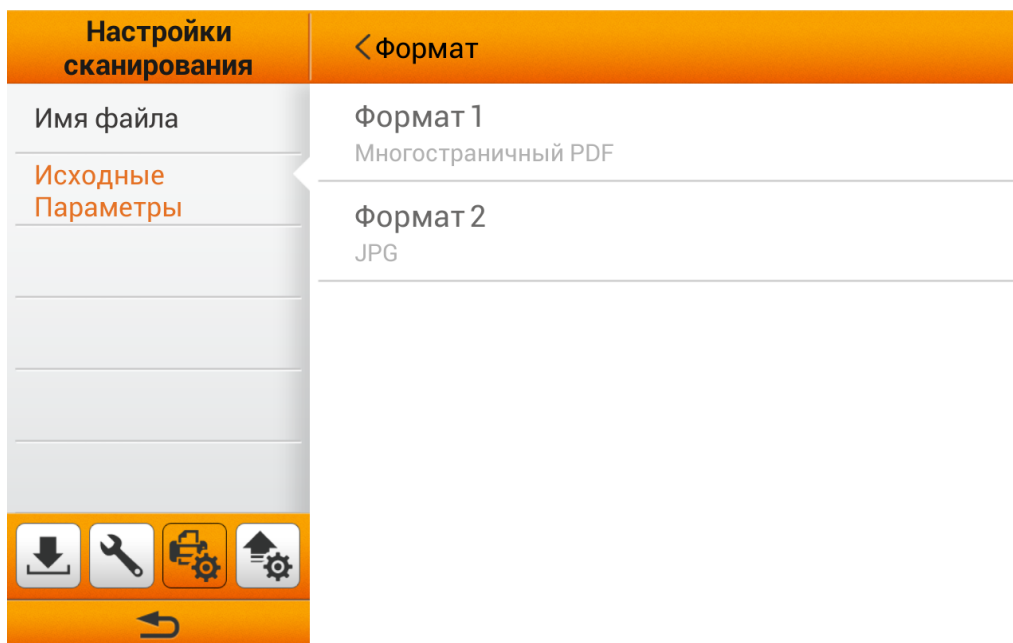 Настройки
сканирования
Формат
Имя файла
Исходные
Параметры
Формат 1
Многостраничный PDF
Формат 2
JPG